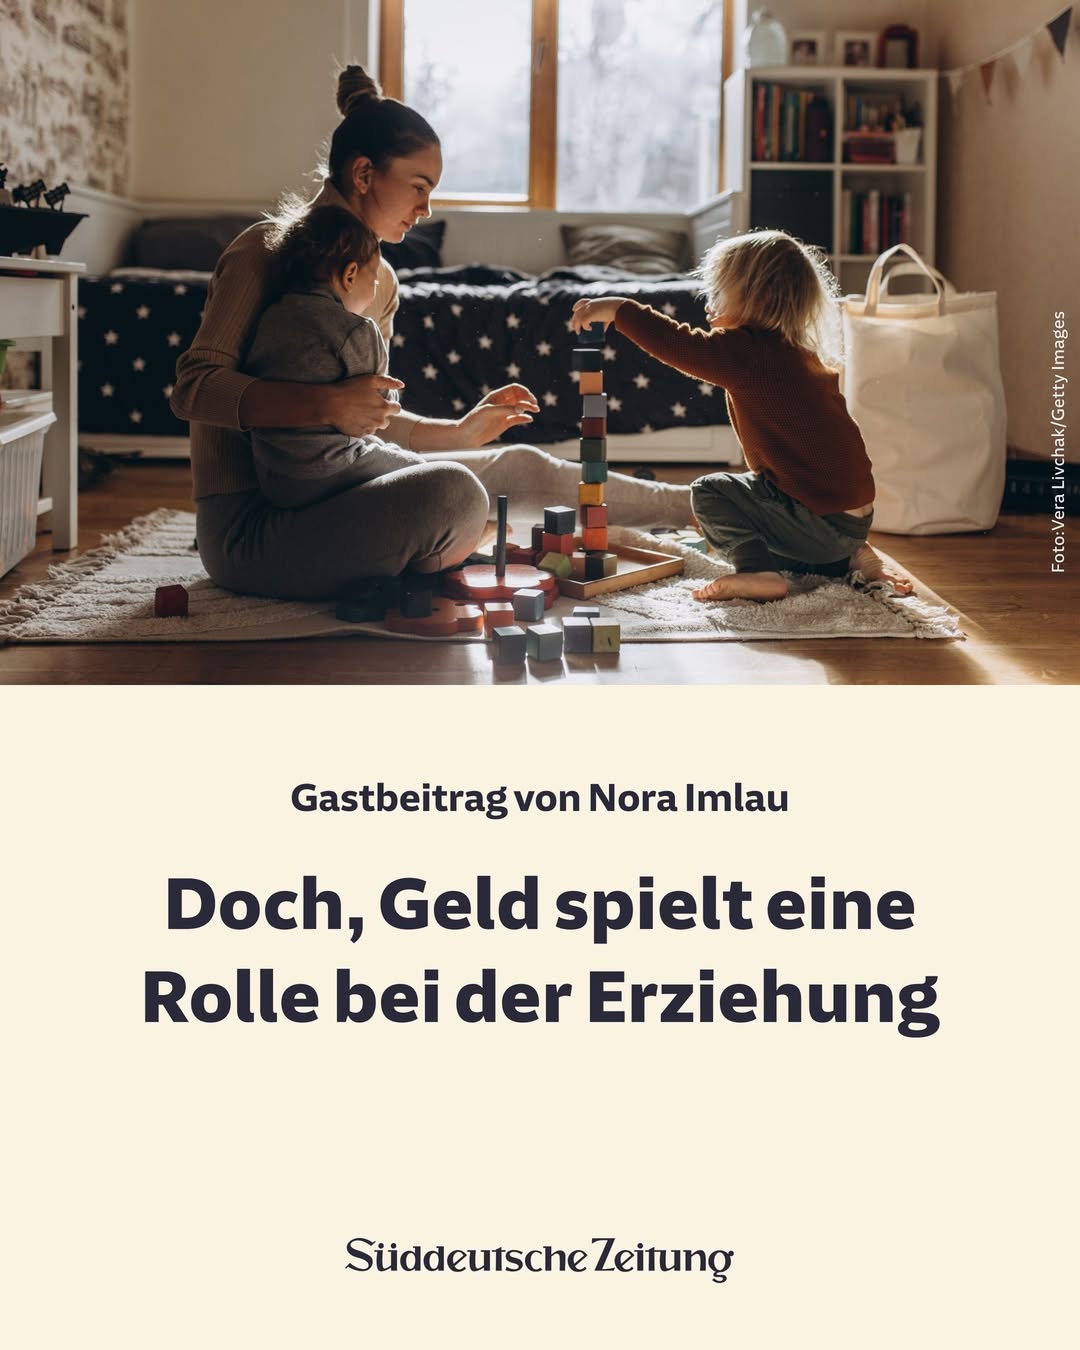 Foto:Vera Livchak/Getty Images
Gastbeitrag von Nora Imlau
Doch, Geld spielt eine
Rolle bei der Erziehung
Süddeutsche Zeitung